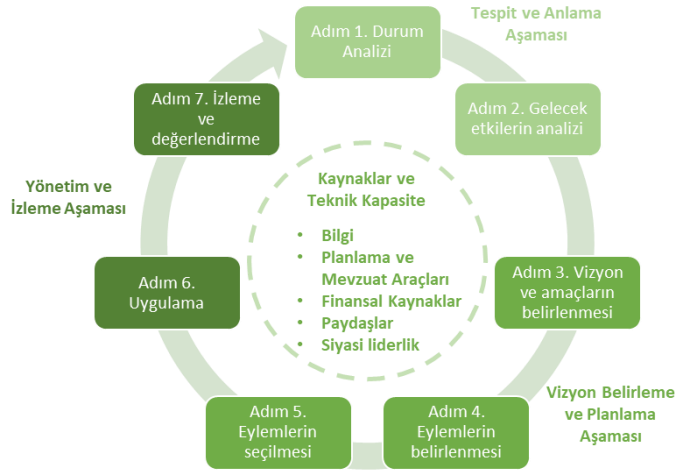 Tespit ve Anlama
Aşaması
Adım 1. Durum
Analizi
Adım 2. Gelecek
etkilerin analizi
Adım 3. Vizyon
ve amaçların
belirlenmesi
Vizyon Belirleme
ve Planlama
Aşaması
Adım 4.
Eylemlerin
belirlenmesi
Adım 5.
Eylemlerin
seçilmesi
Adım 6.
Uygulama
Yönetim ve
İzleme Aşaması
Adım 7. İzleme
ve
değerlendirme
Kaynaklar ve
Teknik Kapasite
• Bilgi
• Planlama ve
Mevzuat Araçları
• Finansal Kaynaklar
• Paydaşlar
• Siyasi liderlik